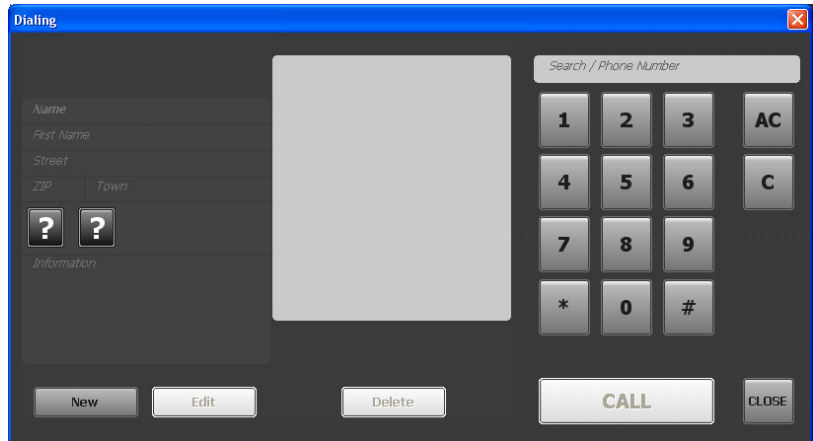 Dialing
Search / Phone Number
Name
First Name
Street
ZIP Town
? ?
Information
1 2 3 AC
4 5 6 C
7 8 9
* 0 #
New Edit Delete CALL CLOSE